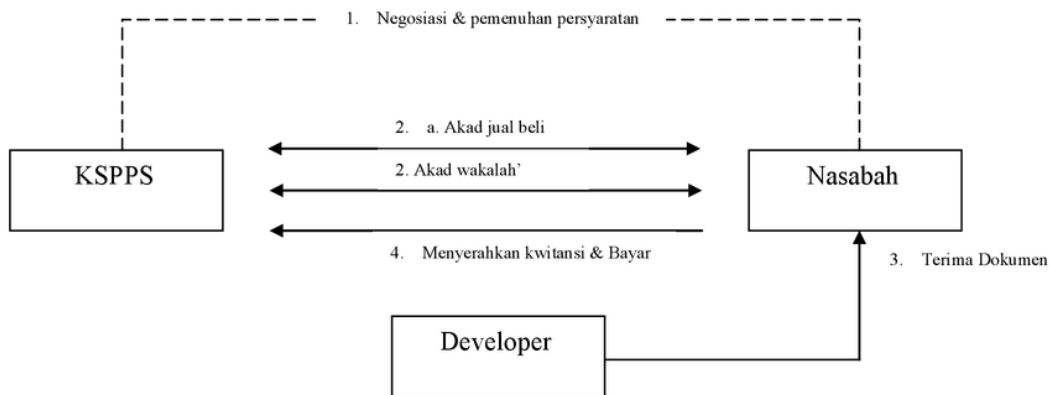 1. Negosiasi & pemenuhan persyaratan
2. a. Akad jual beli
KSPPS
2. Akad wakalah’
Nasabah
4. Menyerahkan kwitansi & Bayar
3. Terima Dokumen
Developer